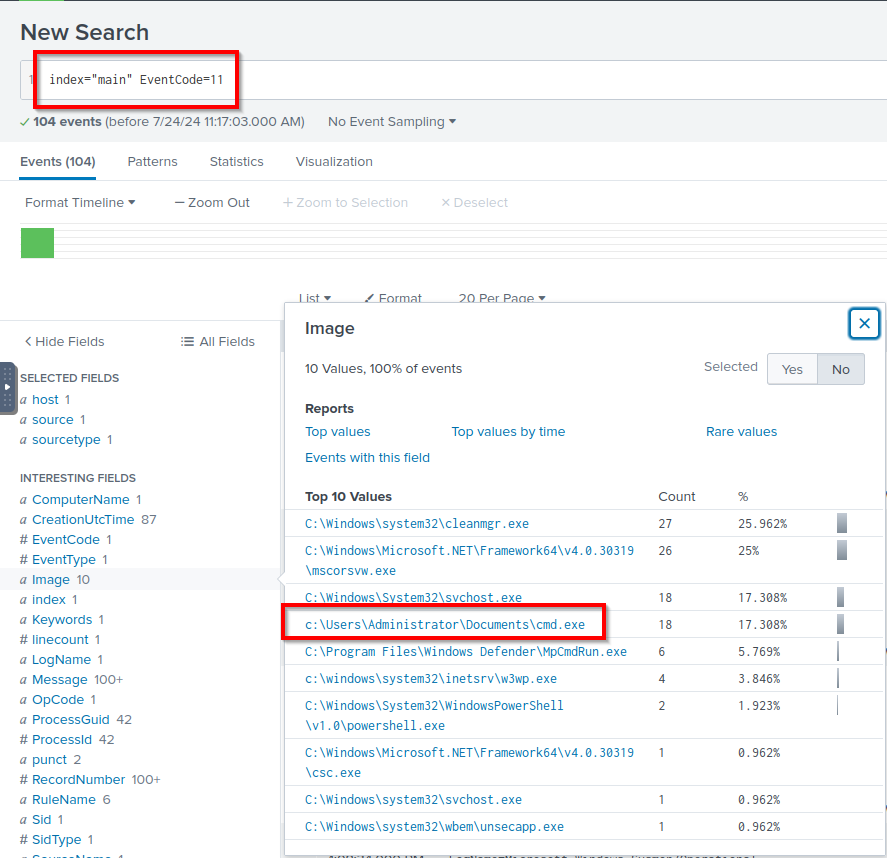 New Search
1 index="main" EventCode=11
104 events (before 7/24/24 11:17:03.000 AM) No Event Sampling
Events (104) Patterns Statistics Visualization
Format Timeline — Zoom Out + Zoom to Selection × Deselect
List Format 20 Per Page
Hide Fields All Fields
SELECTED FIELDS
a host 1
a source 1
a sourcetype 1
INTERESTING FIELDS
a ComputerName 1
a CreationUtcTime 87
# EventCode 1
# EventType 1
a Image 10
a index 1
a Keywords 1
# linecount 1
a LogName 1
a Message 100+
a OpCode 1
a ProcessGuid 42
# ProcessId 42
a punct 2
# RecordNumber 100+
a RuleName 6
a Sid 1
# SidType 1
a SourceName 1
Image
10 Values, 100% of events Selected Yes No
Reports
Top values Top values by time Rare values
Events with this field
Top 10 Values Count %
C:\Windows\system32\cleanmgr.exe 27 25.962%
C:\Windows\Microsoft.NET\Framework64\v4.0.30319 26 25%
\mscorsvw.exe
C:\Windows\System32\svchost.exe 18 17.308%
c:\Users\Administrator\Documents\cmd.exe 18 17.308%
C:\Program Files\Windows Defender\MpCmdRun.exe 6 5.769%
c:\windows\system32\inetsrv\w3wp.exe 4 3.846%
C:\Windows\System32\WindowsPowerShell 2 1.923%
\v1.0\powershell.exe
C:\Windows\Microsoft.NET\Framework64\v4.0.30319 1 0.962%
\csc.exe
C:\Windows\system32\svchost.exe 1 0.962%
C:\Windows\system32\wbem\unsecapp.exe 1 0.962%